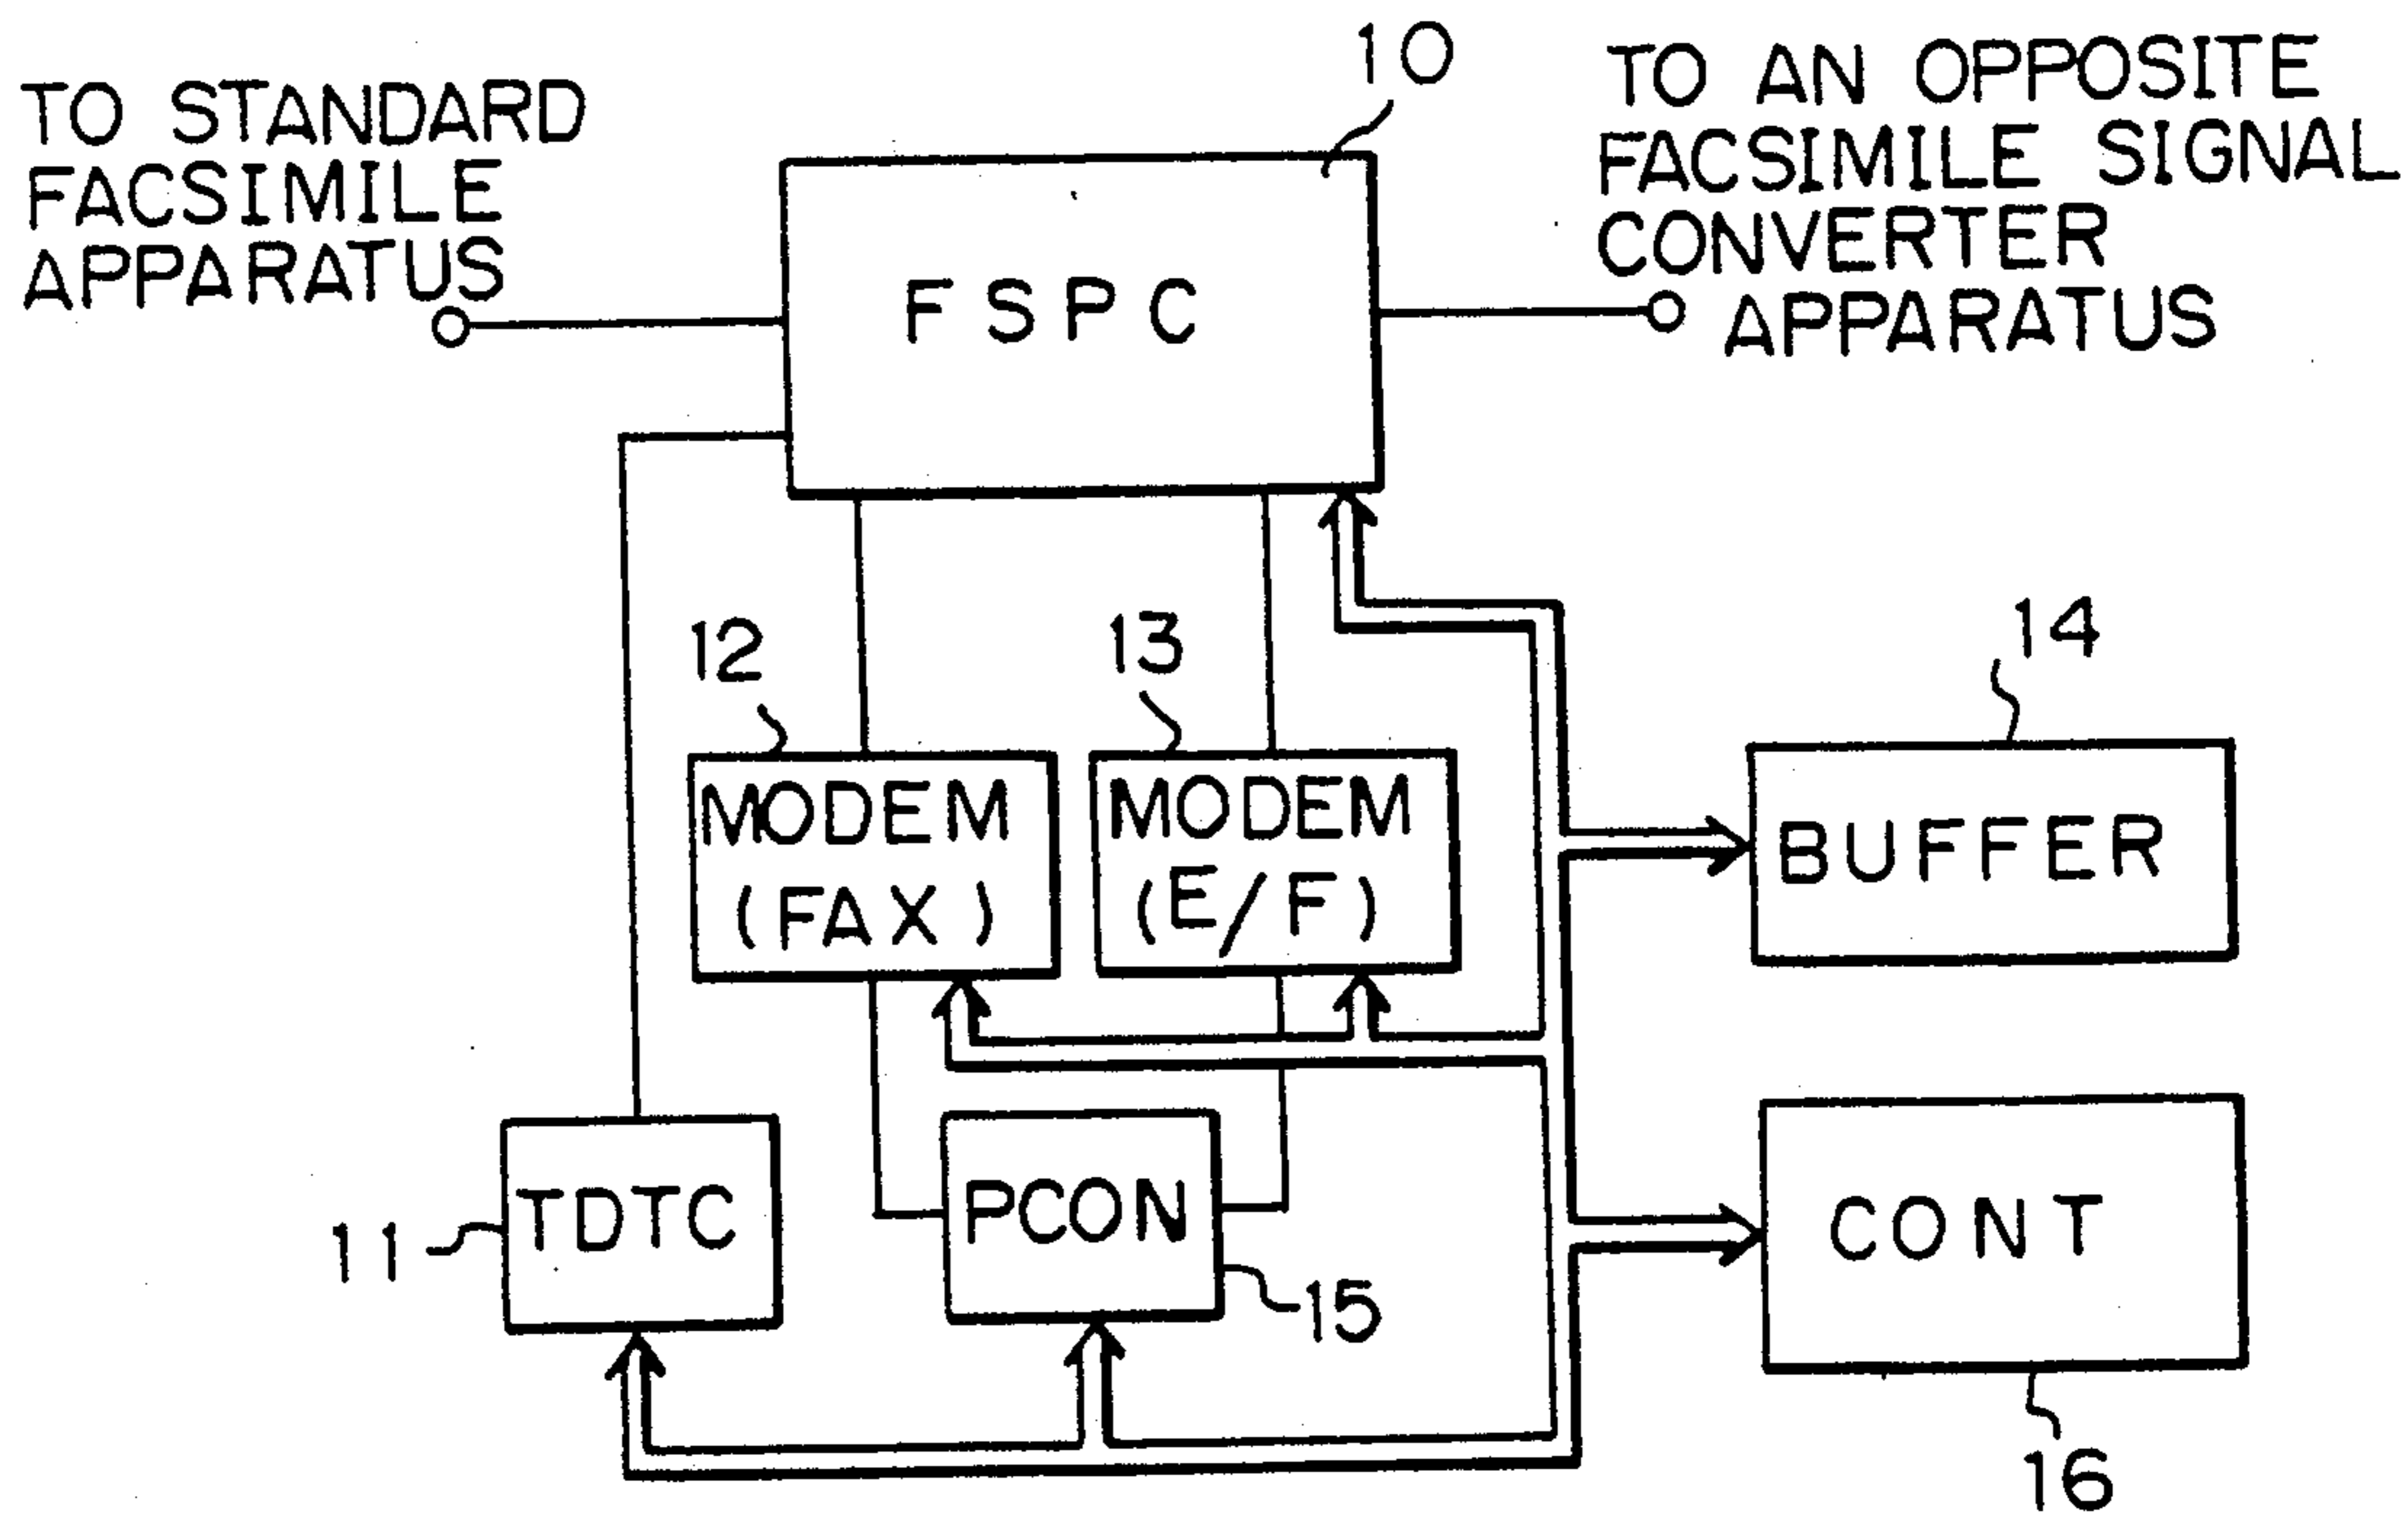 10
TO STANDARD
FACSIMILE
APPARATUS
TO AN OPPOSITE
FACSIMILE SIGNAL
CONVERTER
APPARATUS
FSPC
12
13
14
MODEM
(FAX)
MODEM
(E/F)
BUFFER
11
TDTC
PCON
15
CONT
16